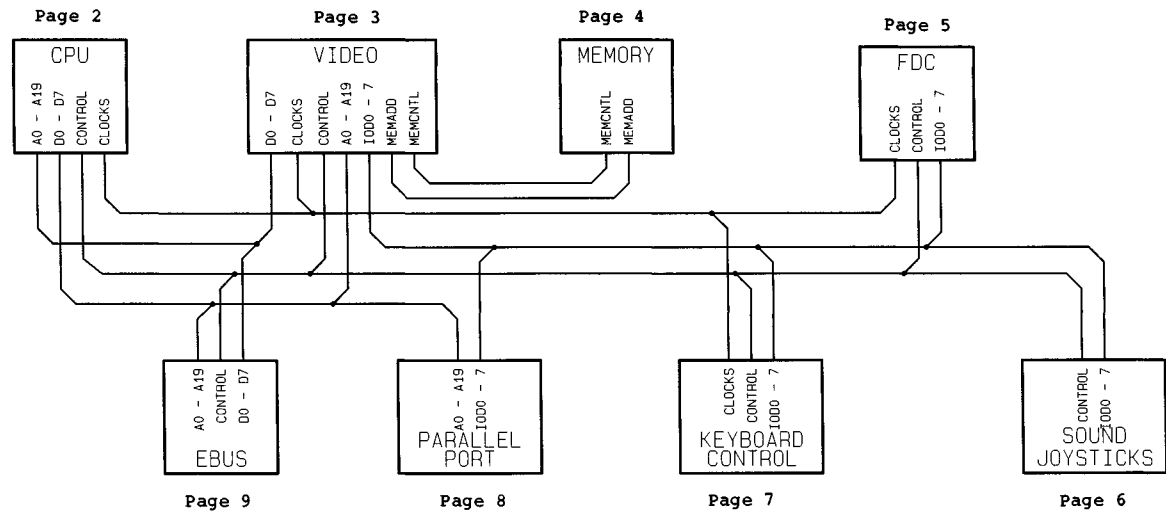 Page 2
Page 3
Page 4
Page 5
CPU
A0 - A19
D0 - D7
CONTROL
CLOCKS
VIDEO
D0 - D7
CLOCKS
CONTROL
A0 - A19
IOD0 - 7
MEMADD
MEMCNTL
MEMORY
MEMCNTL
MEMADD
FDC
CLOCKS
CONTROL
IOD0 - 7
A0 - A19
CONTROL
D0 - D7
EBUS
A0 - A19
IOD0 - 7
PARALLEL
PORT
CLOCKS
CONTROL
IOD0 - 7
KEYBOARD
CONTROL
CONTROL
IOD0 - 7
SOUND
JOYSTICKS
Page 9
Page 8
Page 7
Page 6